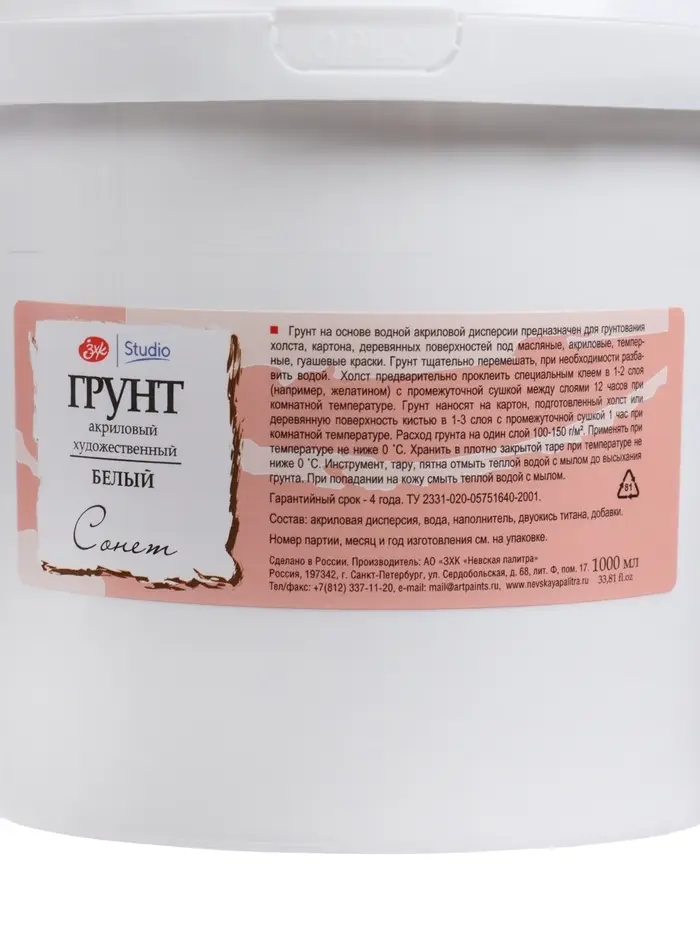 OPEN
ЗХК Studio
ГРУНТ
акриловый
художественный
БЕЛЫЙ
Сонет
Грунт на основе водной акриловой дисперсии предназначен для грунтования
холста, картона, деревянных поверхностей под масляные, акриловые, темпер-
ные, гуашевые краски. Грунт тщательно перемешать, при необходимости разба-
вить водой. Холст предварительно проклеить специальным клеем в 1-2 слоя
(например, желатином) с промежуточной сушкой между слоями 12 часов при
комнатной температуре. Грунт наносят на картон, подготовленный холст или
деревянную поверхность кистью в 1-3 слоя с промежуточной сушкой 1 час при
комнатной температуре. Расход грунта на один слой 100-150 г/м². Применять при
температуре не ниже 0 °С. Хранить в плотно закрытой таре при температуре не
ниже 0 °С. Инструмент, тару, пятна отмыть теплой водой с мылом до высыхания
грунта. При попадании на кожу смыть теплой водой с мылом.
81
Гарантийный срок - 4 года. ТУ 2331-020-05751640-2001.
Состав: акриловая дисперсия, вода, наполнитель, двуокись титана, добавки.
Номер партии, месяц и год изготовления см. на упаковке.
Сделано в России. Производитель: АО «ЗХК «Невская палитра»
Россия, 197342, г. Санкт-Петербург, ул. Сердобольская, д. 68, лит. Ф, пом. 17.
Тел/факс: +7(812) 337-11-20, e-mail: mail@artpaints.ru, www.nevskayapalitra.ru
1000 мл
33,81 fl.oz